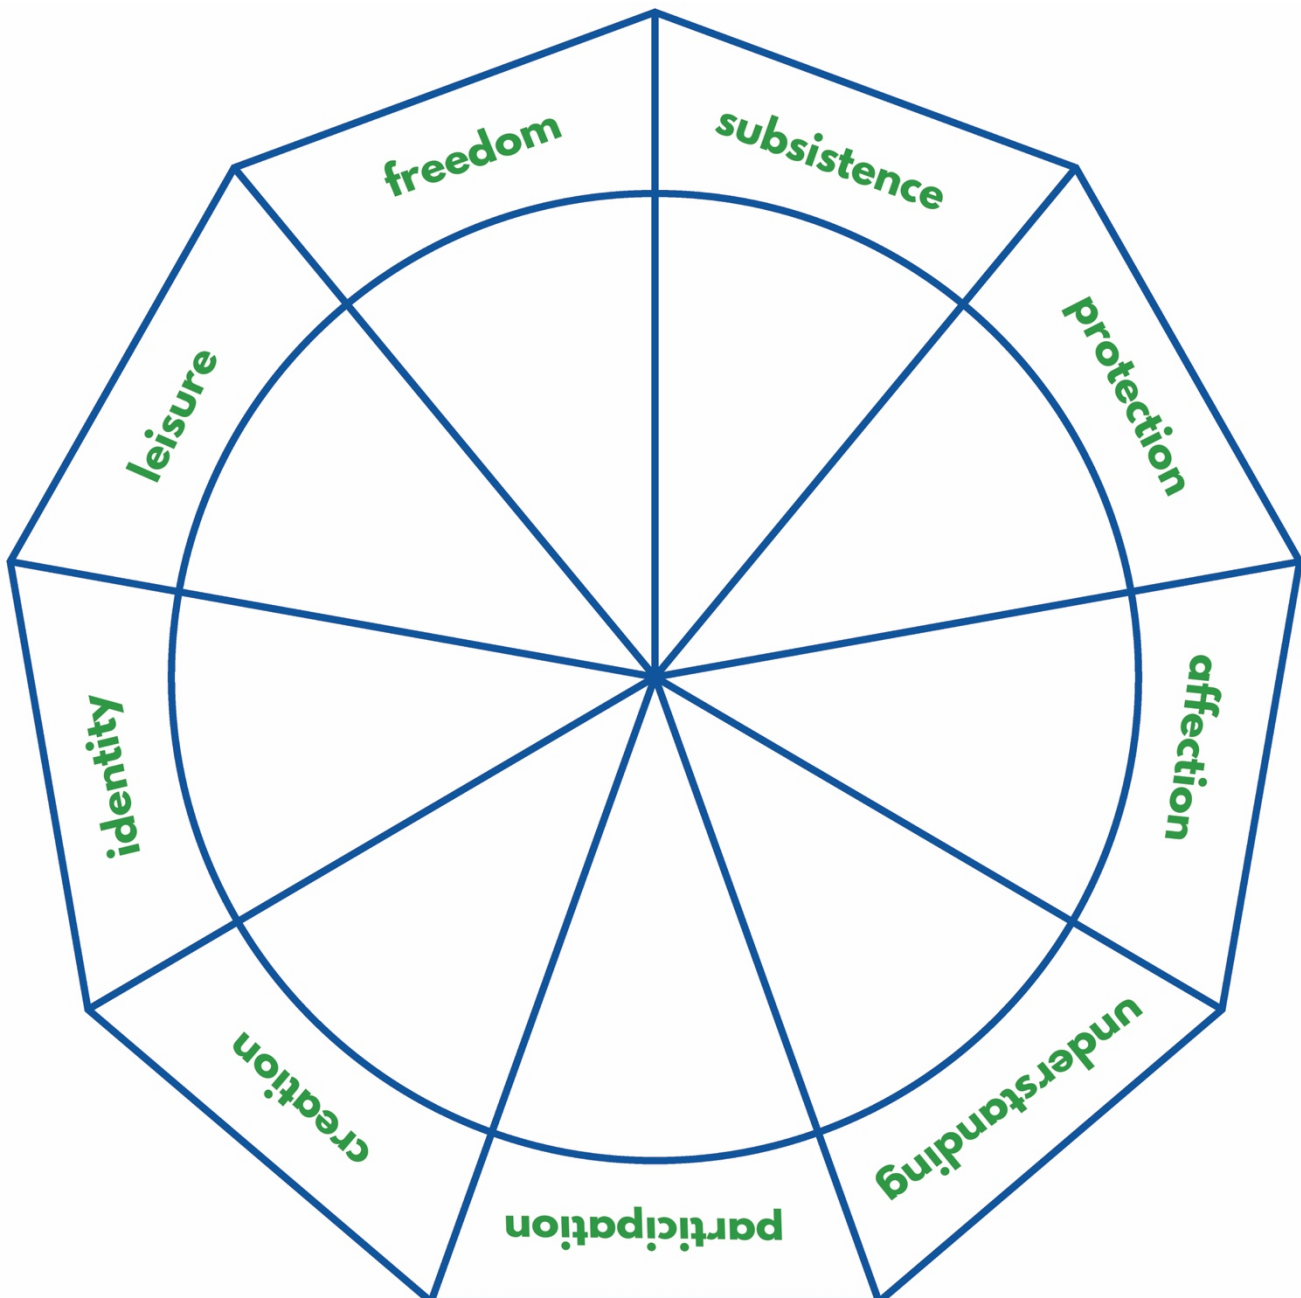 subsistence
protection
affection
understanding
participation
creation
identity
leisure
freedom